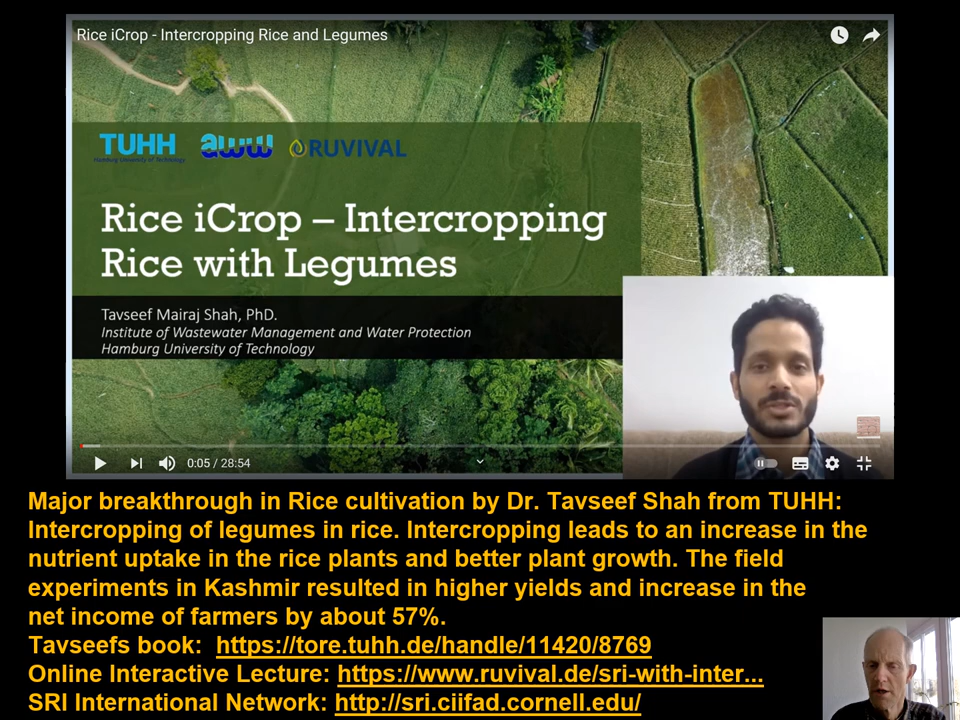 Rice iCrop - Intercropping Rice and Legumes
TUHH
Hamburg University of Technology
aww
RUVIVAL
Rice iCrop – Intercropping
Rice with Legumes
Tavseef Mairaj Shah, PhD.
Institute of Wastewater Management and Water Protection
Hamburg University of Technology
0:05 / 28:54
Major breakthrough in Rice cultivation by Dr. Tavseef Shah from TUHH:
Intercropping of legumes in rice. Intercropping leads to an increase in the
nutrient uptake in the rice plants and better plant growth. The field
experiments in Kashmir resulted in higher yields and increase in the
net income of farmers by about 57%.
Tavseefs book: https://tore.tuhh.de/handle/11420/8769
Online Interactive Lecture: https://www.ruvival.de/sri-with-inter...
SRI International Network: http://sri.ciifad.cornell.edu/